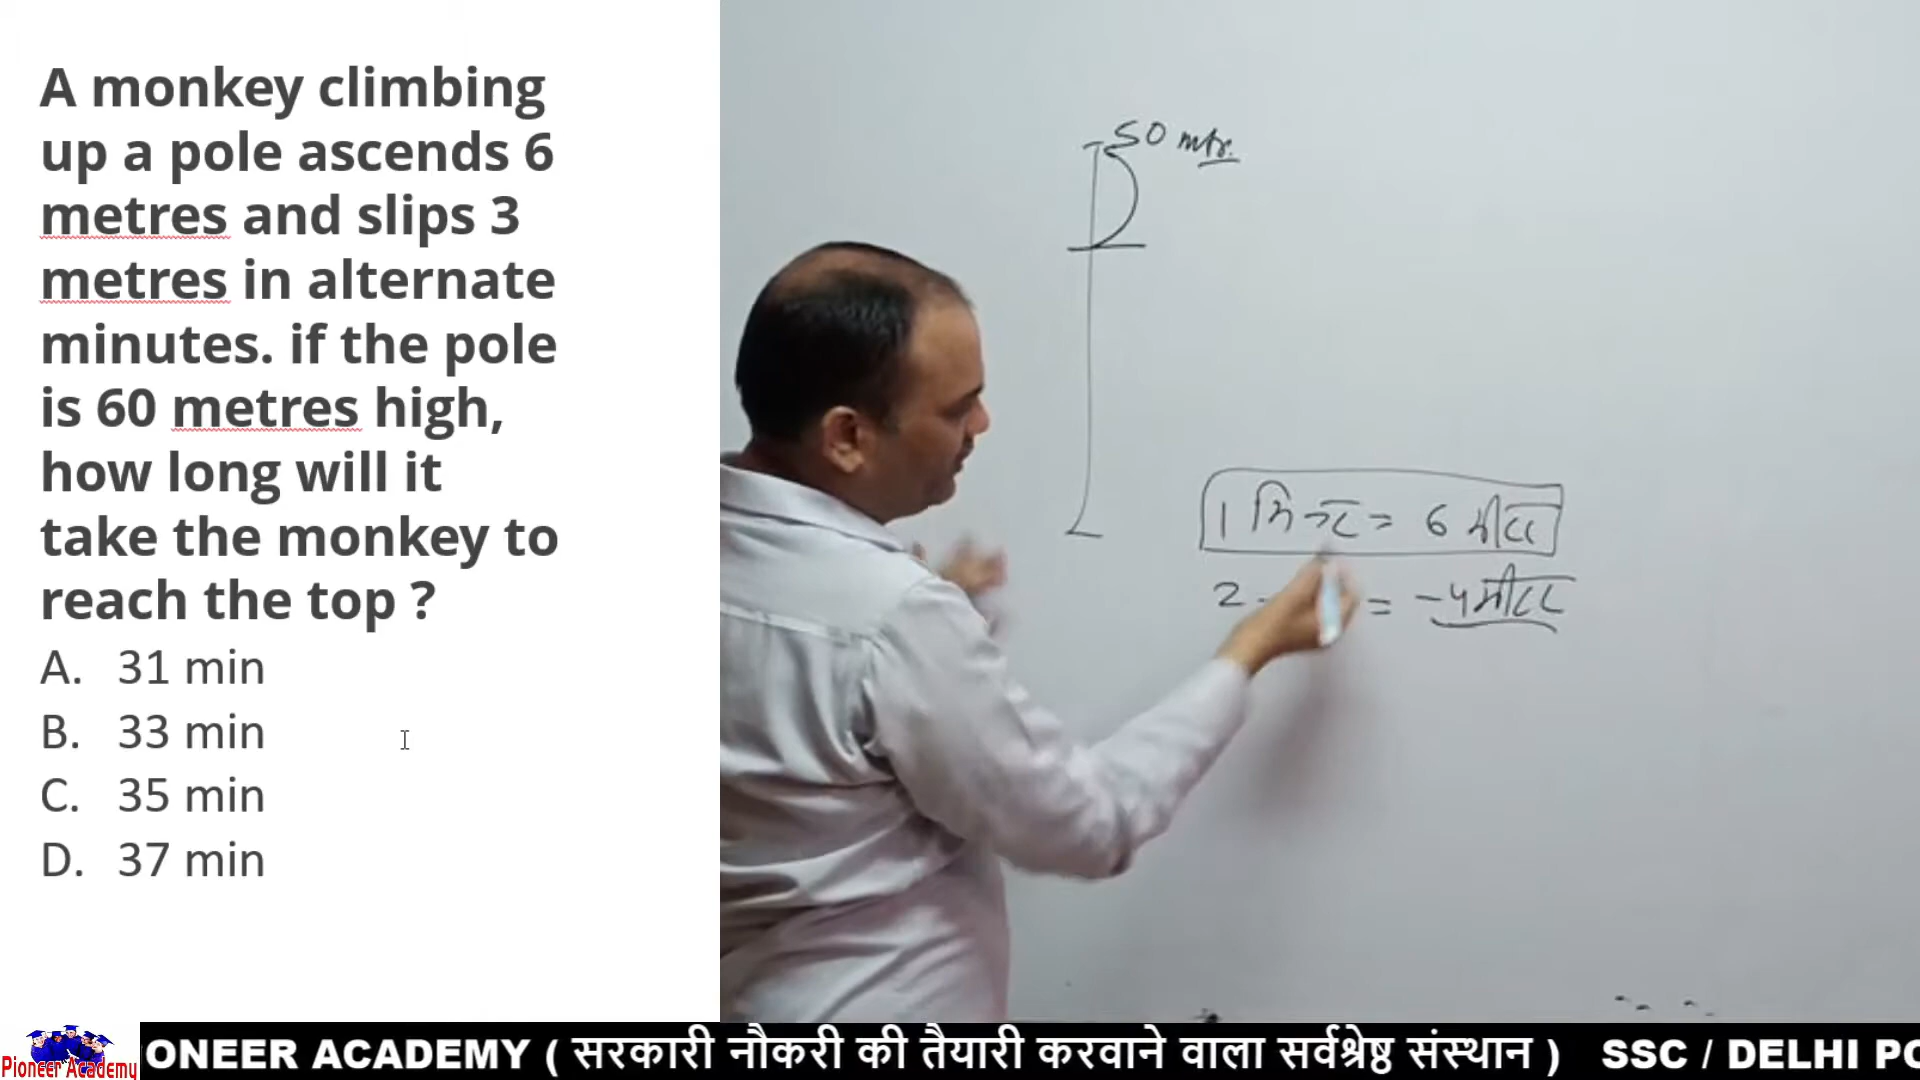 A monkey climbing
up a pole ascends 6
metres and slips 3
metres in alternate
minutes. if the pole
is 60 metres high,
how long will it
take the monkey to
reach the top ?
A. 31 min
B. 33 min
C. 35 min
D. 37 min
50 mtr.
1 मिनट = 6 मीटर
2 = -4 मीटर
Pioneer Academy
ONEER ACADEMY ( सरकारी नौकरी की तैयारी करवाने वाला सर्वश्रेष्ठ संस्थान ) SSC / DELHI PO